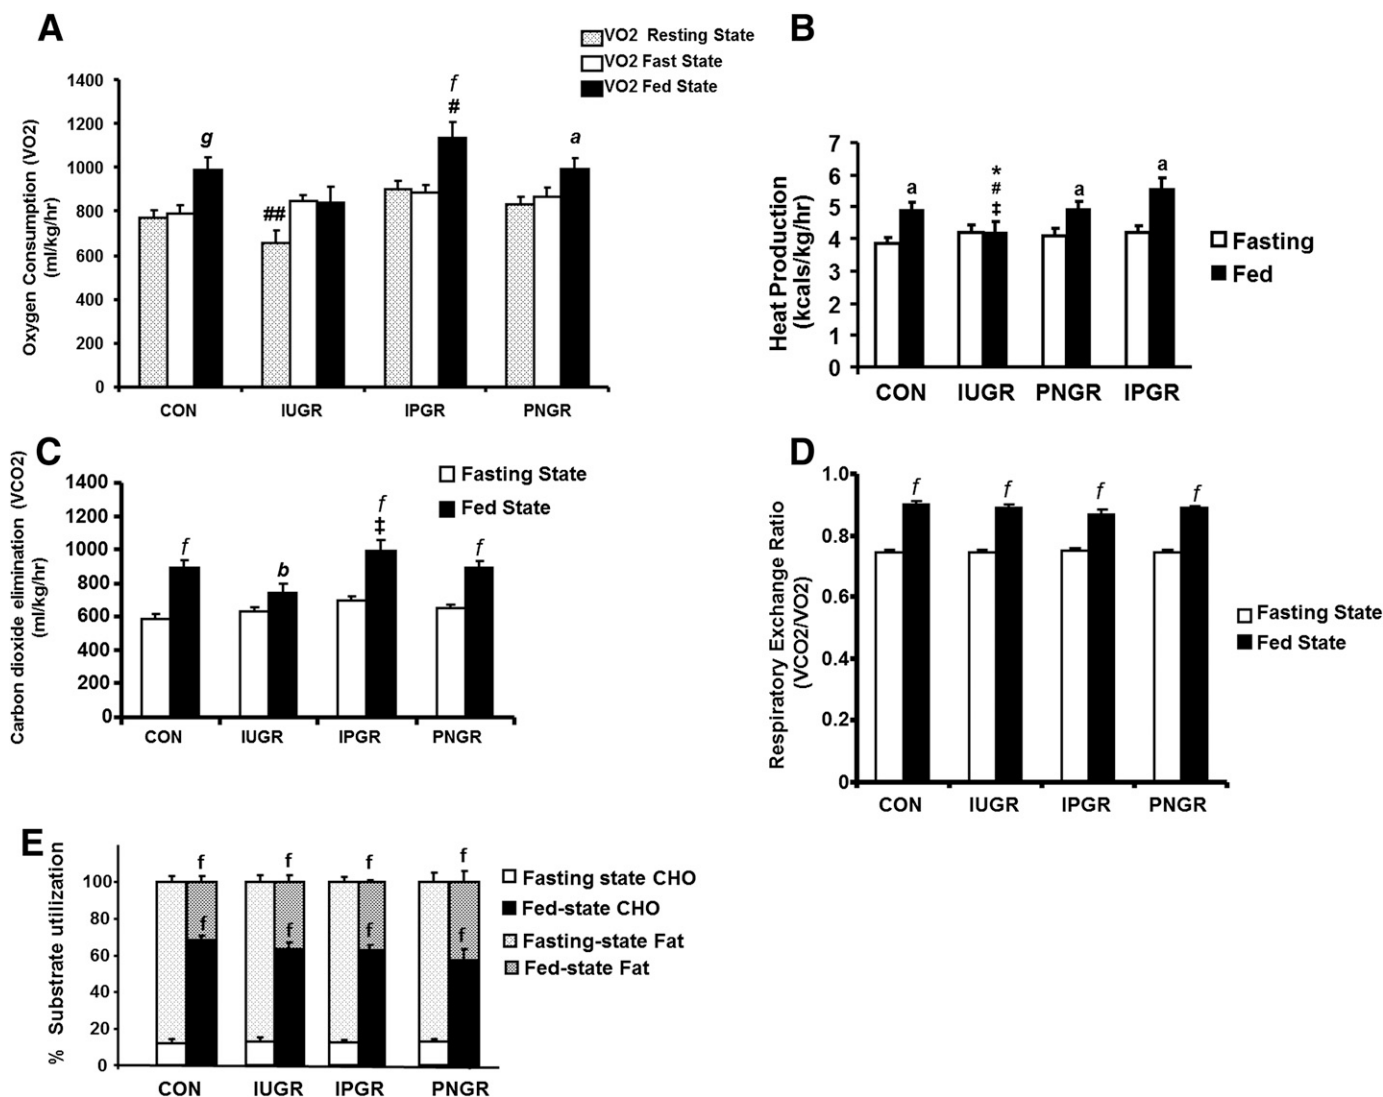 A
VO2 Resting State
VO2 Fast State
VO2 Fed State
Oxygen Consumption (VO2)
(ml/kg/hr)
1400
1200
1000
800
600
400
200
0
g
##
f
#
a
CON IUGR IPGR PNGR
B
Heat Production
(kcals/kg/hr)
7
6
5
4
3
2
1
0
a
*
#
‡
a
a
CON IUGR PNGR IPGR
Fasting
Fed
C
Fasting State
Fed State
Carbon dioxide elimination (VCO2)
(ml/kg/hr)
1400
1200
1000
800
600
400
200
0
f
b
f
‡
f
CON IUGR IPGR PNGR
D
Respiratory Exchange Ratio
(VCO2/VO2)
1.0
0.8
0.6
0.4
0.2
0
f f f f
CON IUGR IPGR PNGR
Fasting State
Fed State
E
% Substrate utilization
100
80
60
40
20
0
f f f f
f f f f
CON IUGR IPGR PNGR
Fasting state CHO
Fed-state CHO
Fasting-state Fat
Fed-state Fat